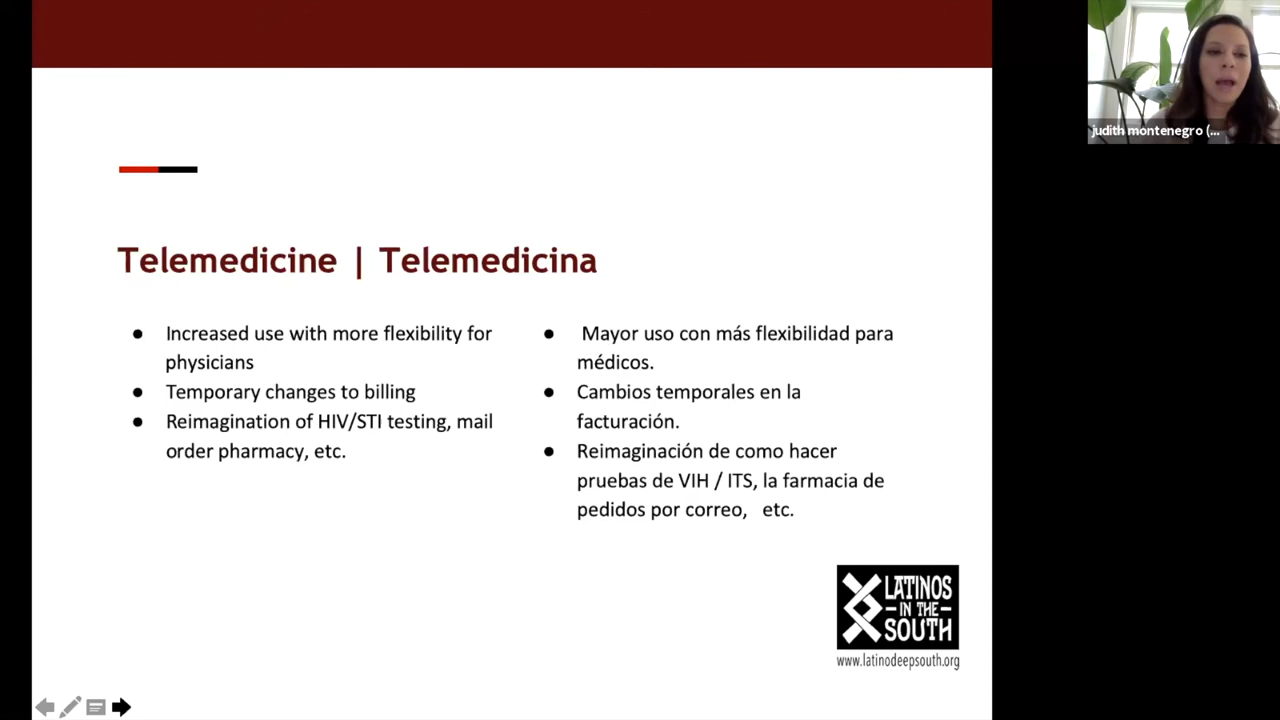 judith montenegro (...
Telemedicine | Telemedicina
● Increased use with more flexibility for
physicians
● Temporary changes to billing
● Reimagination of HIV/STI testing, mail
order pharmacy, etc.
● Mayor uso con más flexibilidad para
médicos.
● Cambios temporales en la
facturación.
● Reimaginación de como hacer
pruebas de VIH / ITS, la farmacia de
pedidos por correo, etc.
LATINOS
IN THE
SOUTH
www.latinodeepsouth.org